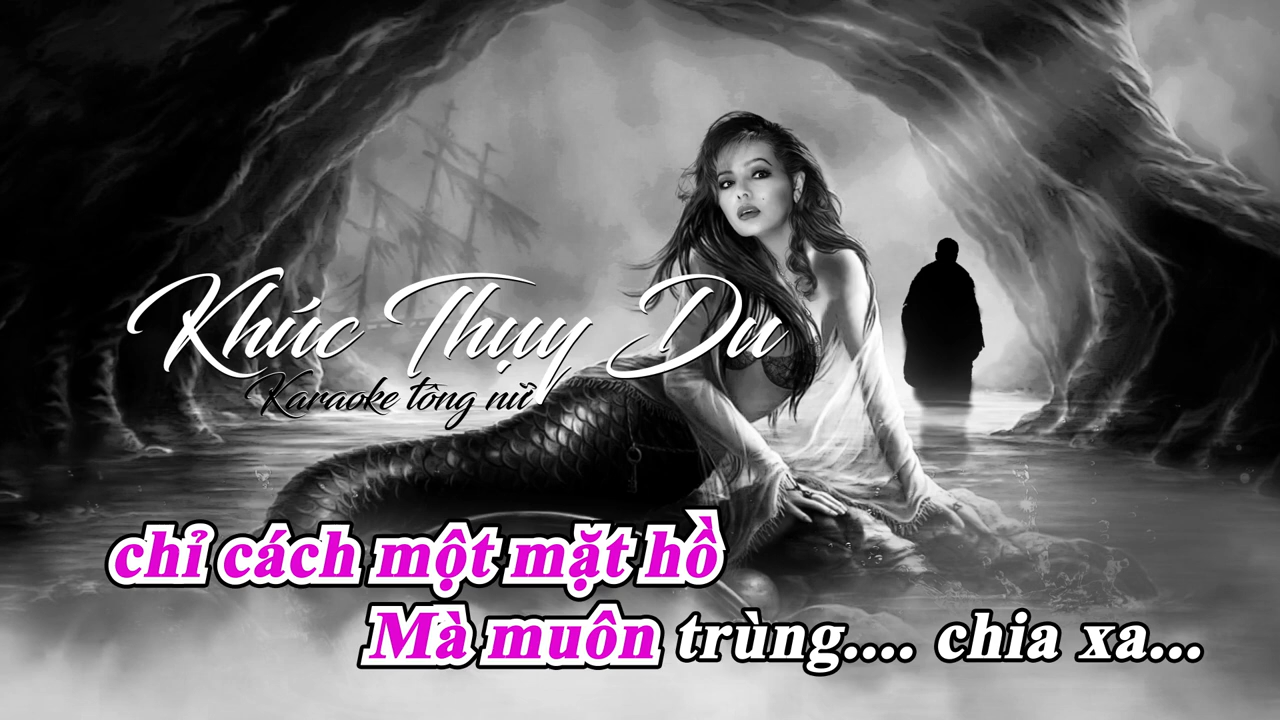 Khúc Thụy Du
Karaoke tông nữ
chỉ cách một mặt hồ
Mà muôn trùng.... chia xa...